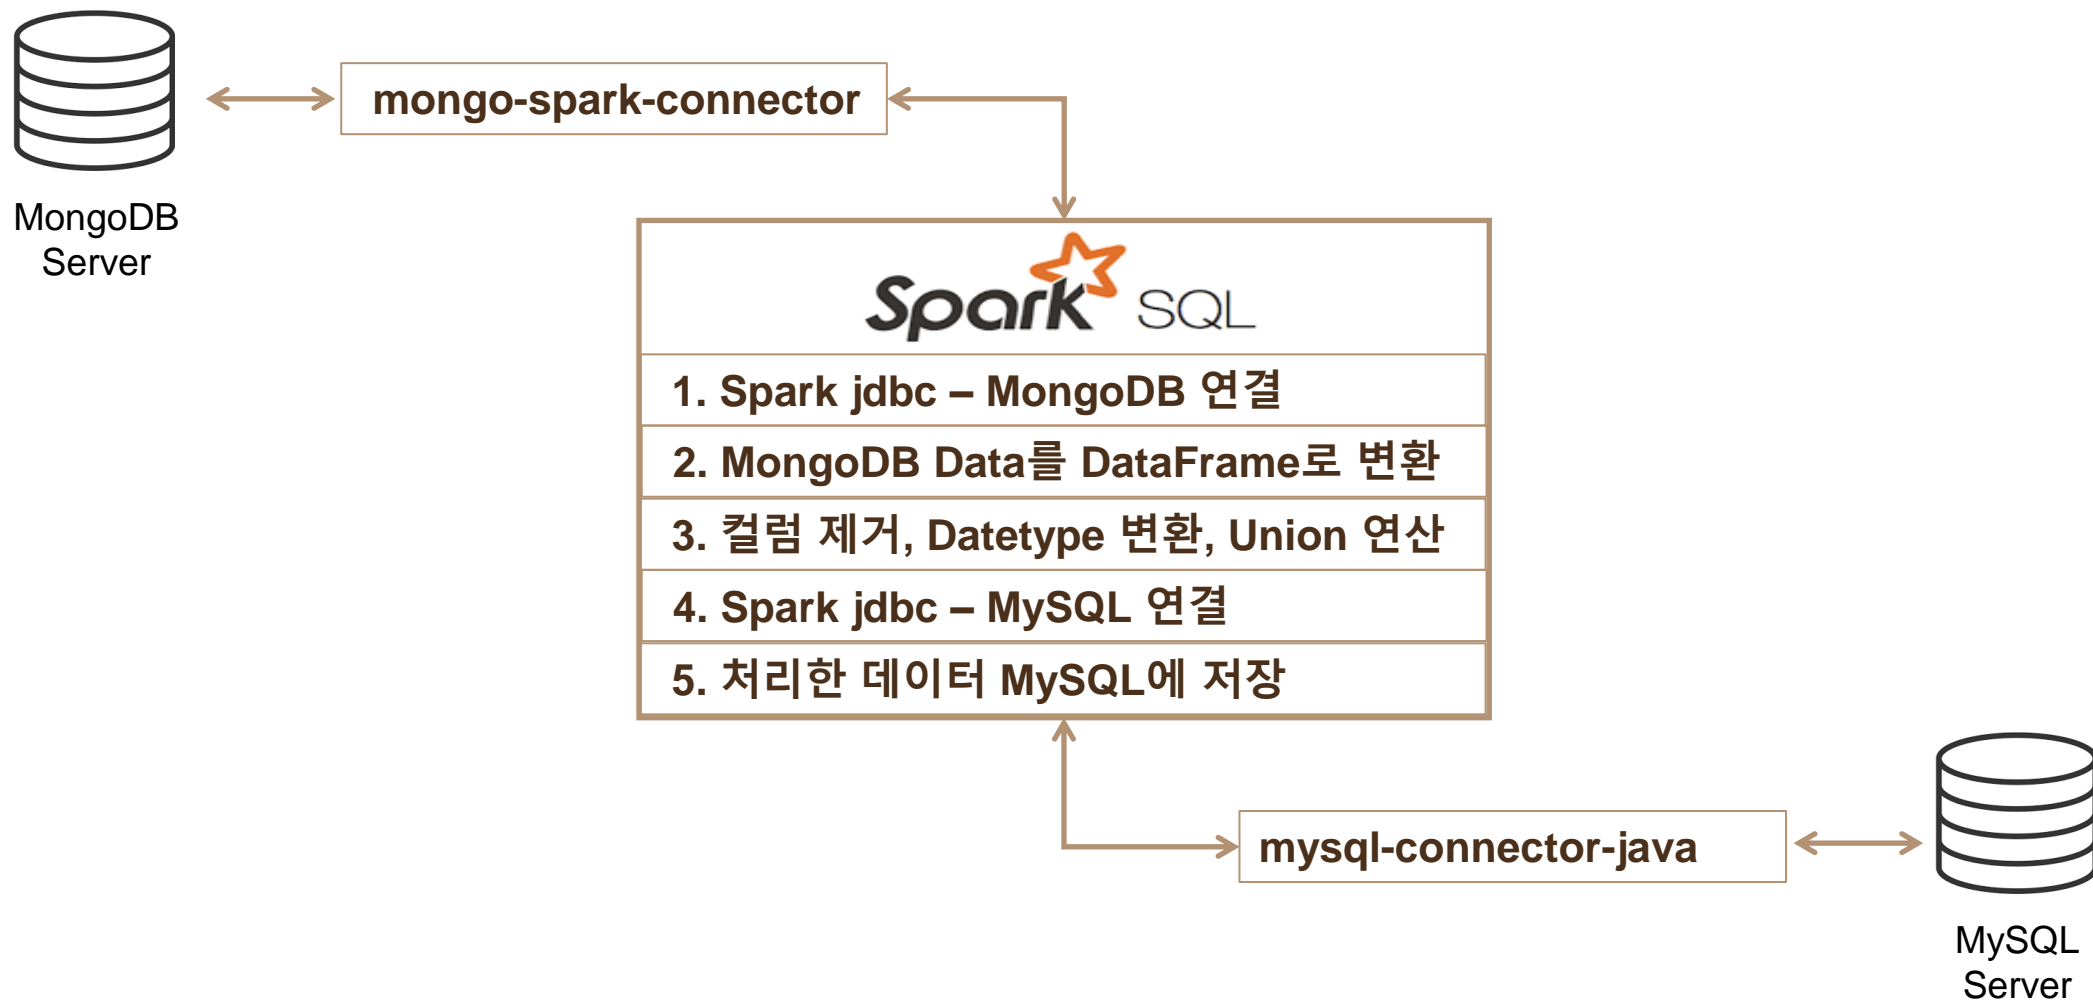 mongo-spark-connector
MongoDB
Server
Spark SQL
1. Spark jdbc – MongoDB 연결
2. MongoDB Data를 DataFrame로 변환
3. 컬럼 제거, Datetype 변환, Union 연산
4. Spark jdbc – MySQL 연결
5. 처리한 데이터 MySQL에 저장
mysql-connector-java
MySQL
Server